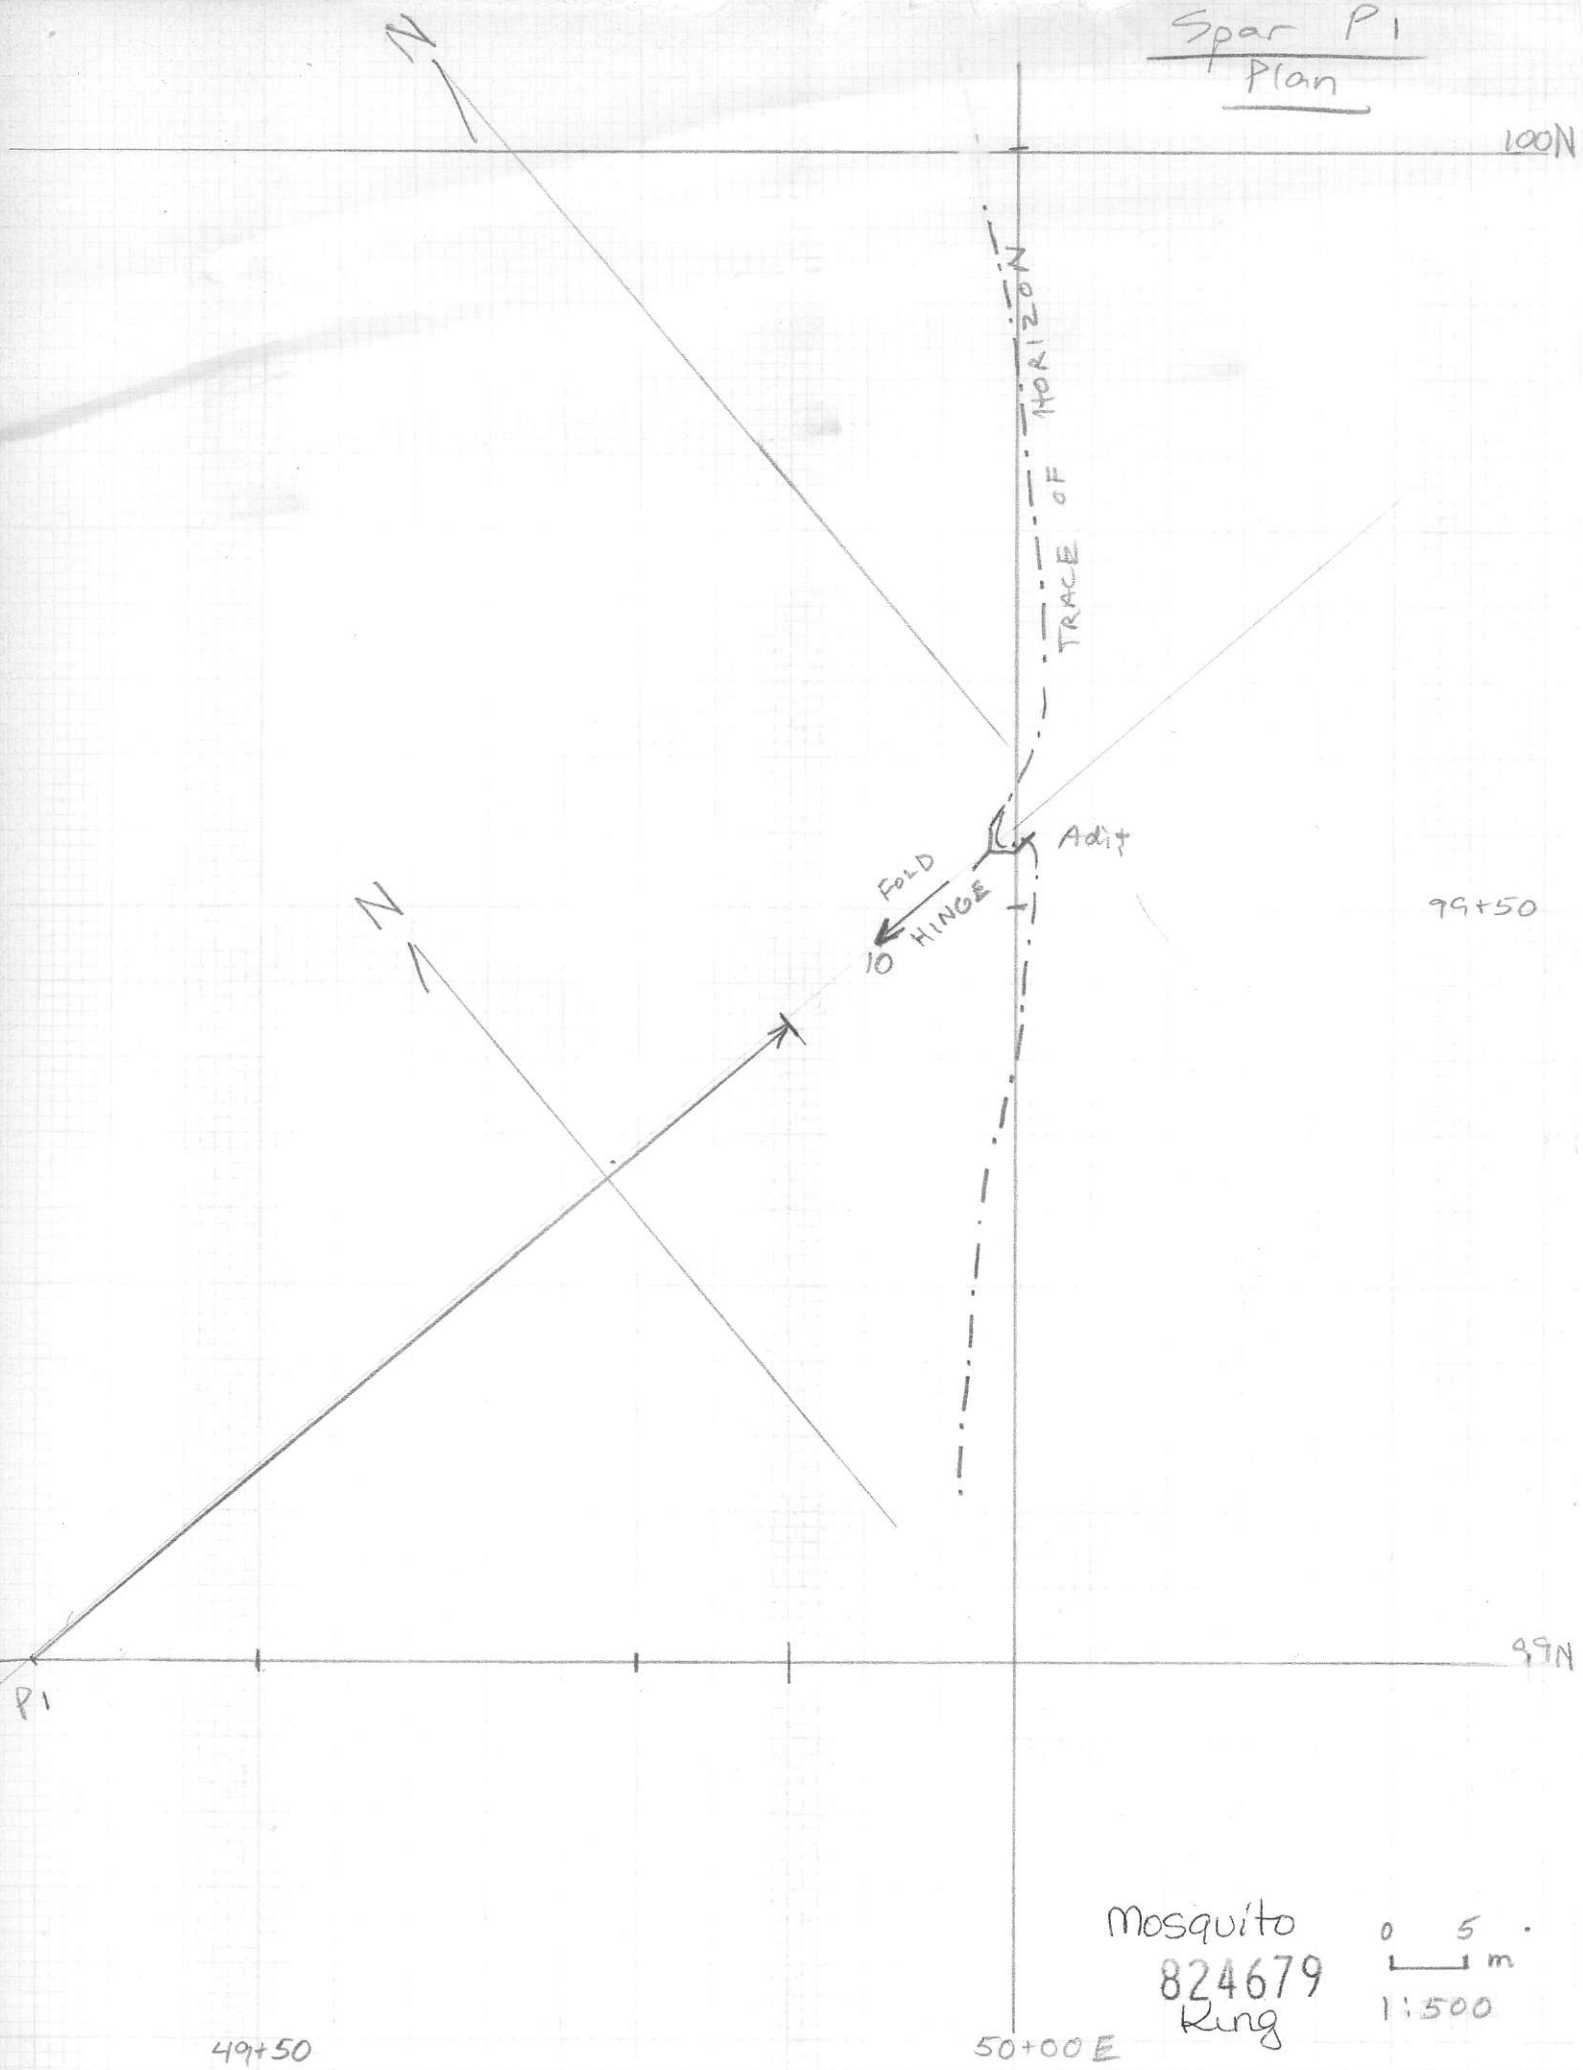 Spar P1
Plan
N
100N
TRACE OF HORIZON
Adit
FOLD
HINGE
10
N
99+50
99N
P1
Mosquito
824679
King
0 5
m
1:500
49+50
50+00 E